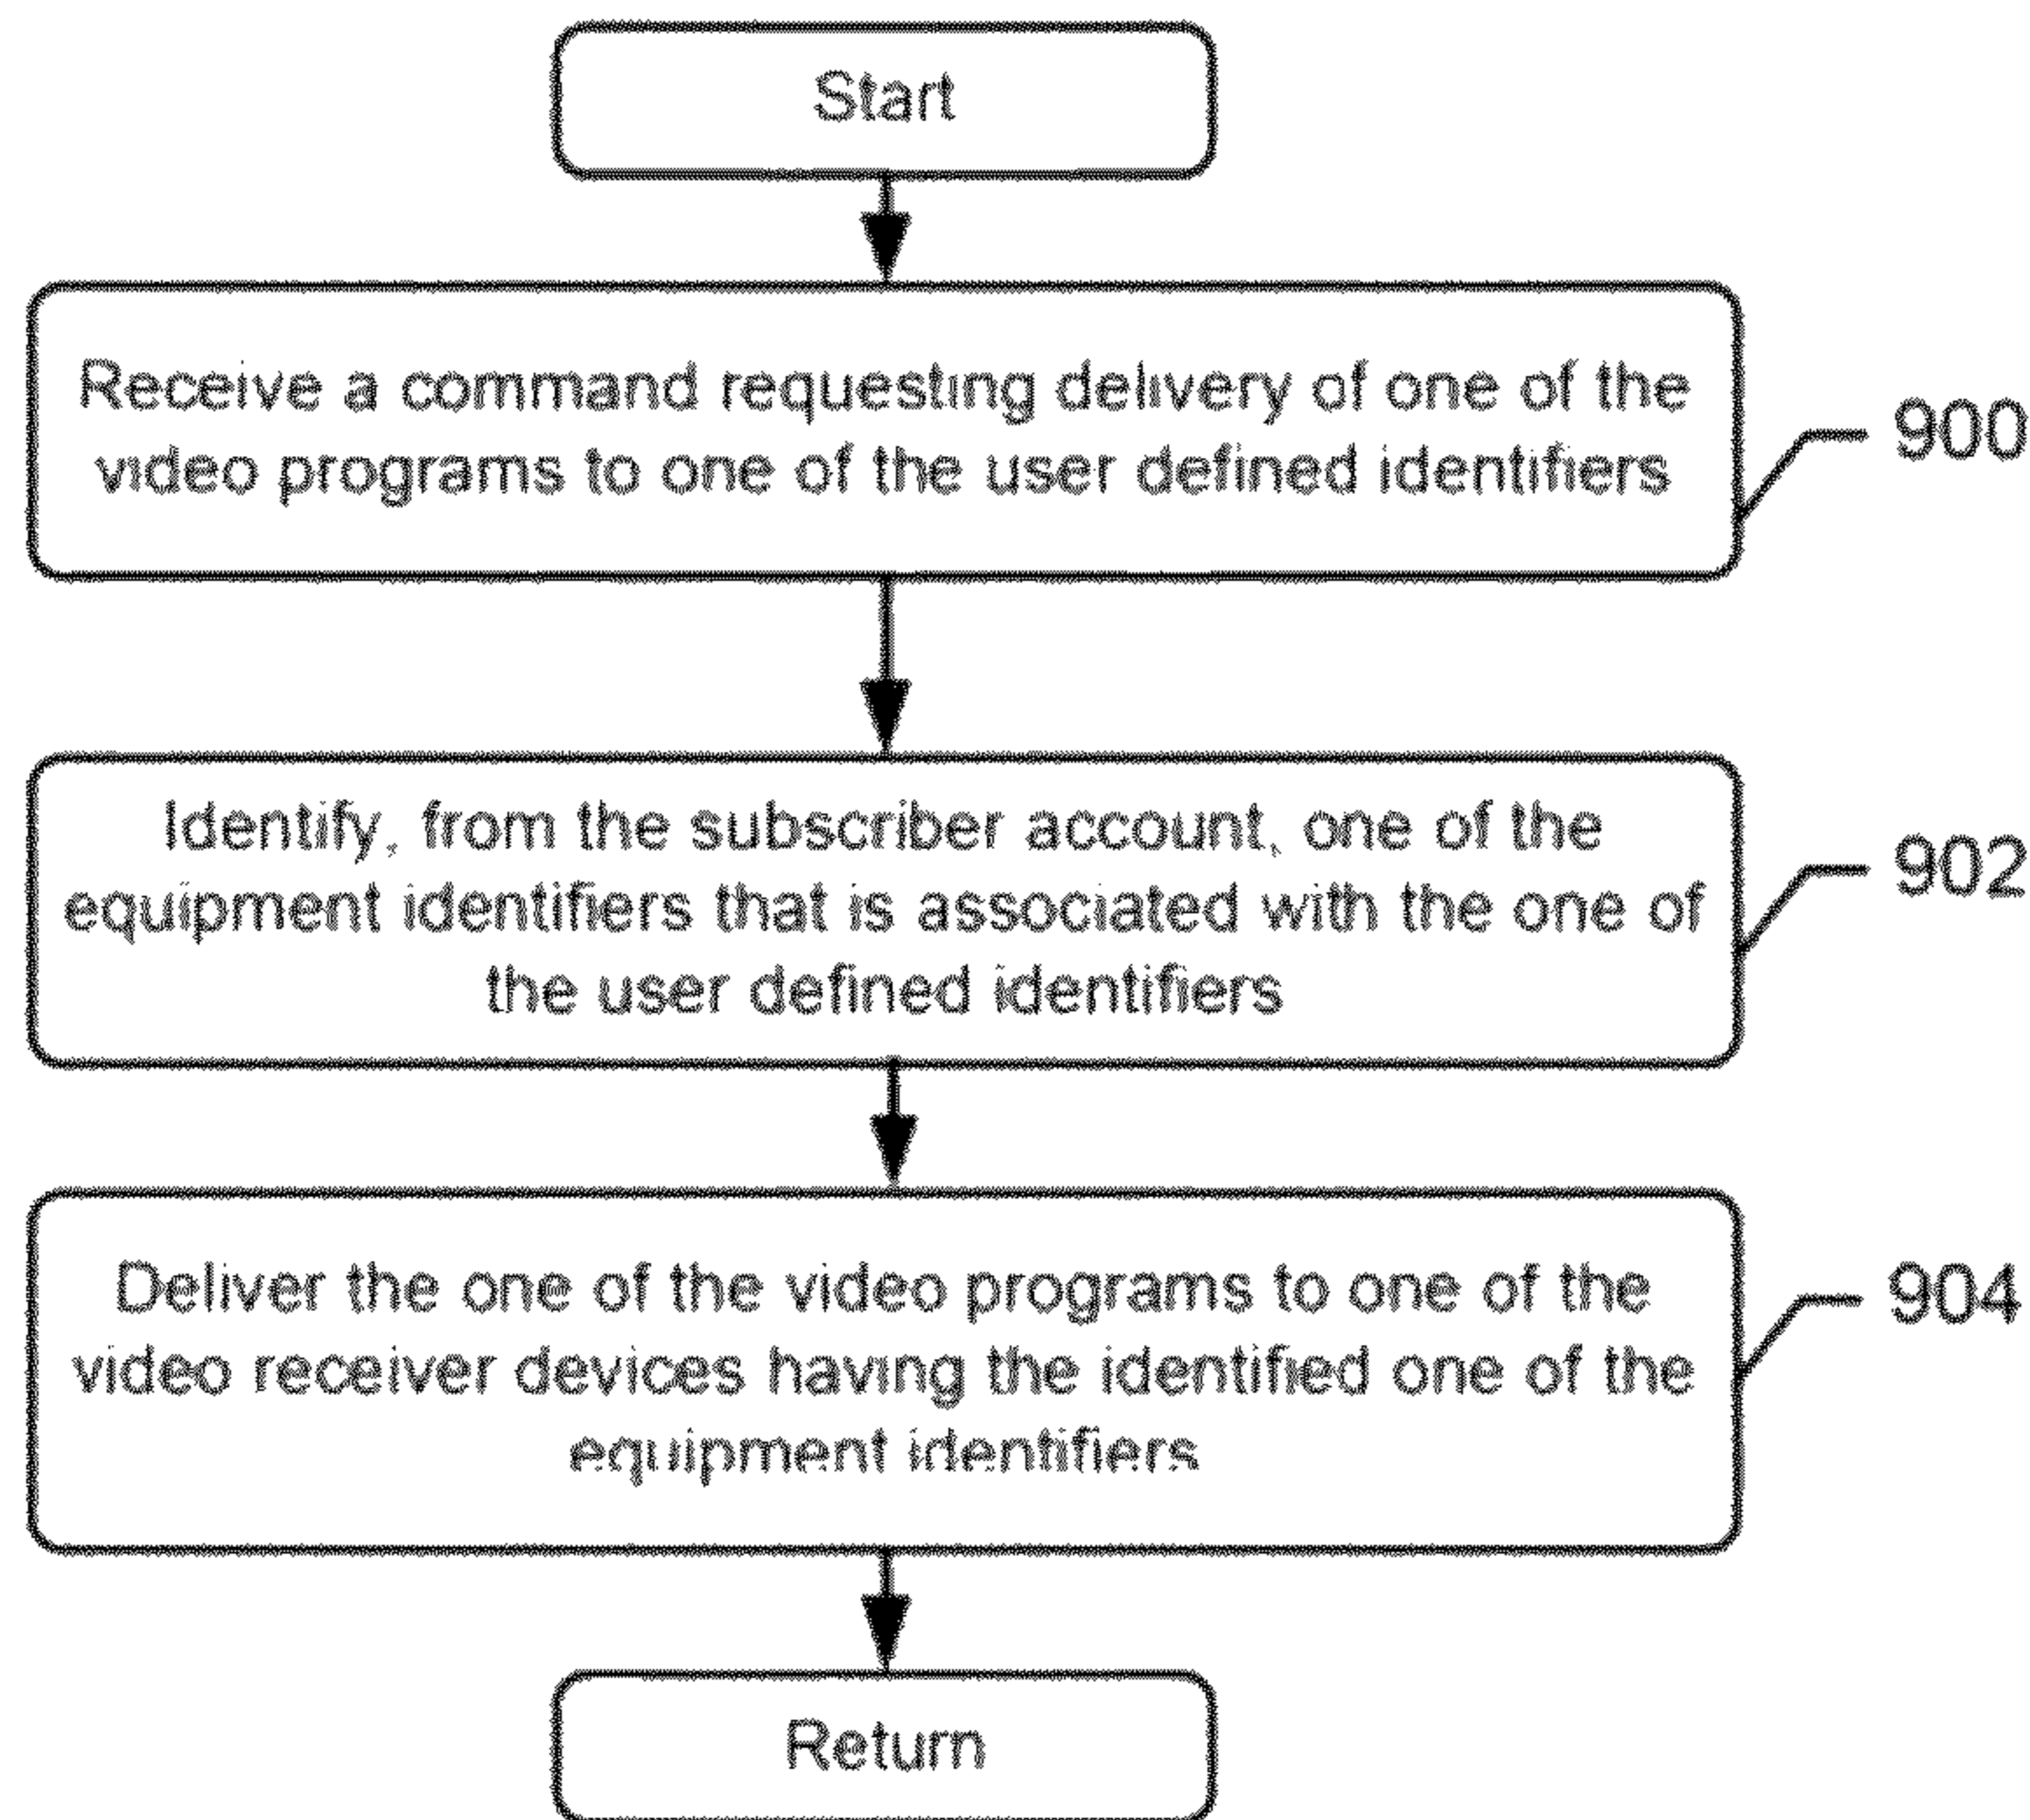 Start
Receive a command requesting delivery of one of the
video programs to one of the user defined identifiers
900
Identify, from the subscriber account, one of the
equipment identifiers that is associated with the one of
the user defined identifiers
902
Deliver the one of the video programs to one of the
video receiver devices having the identified one of the
equipment identifiers
904
Return